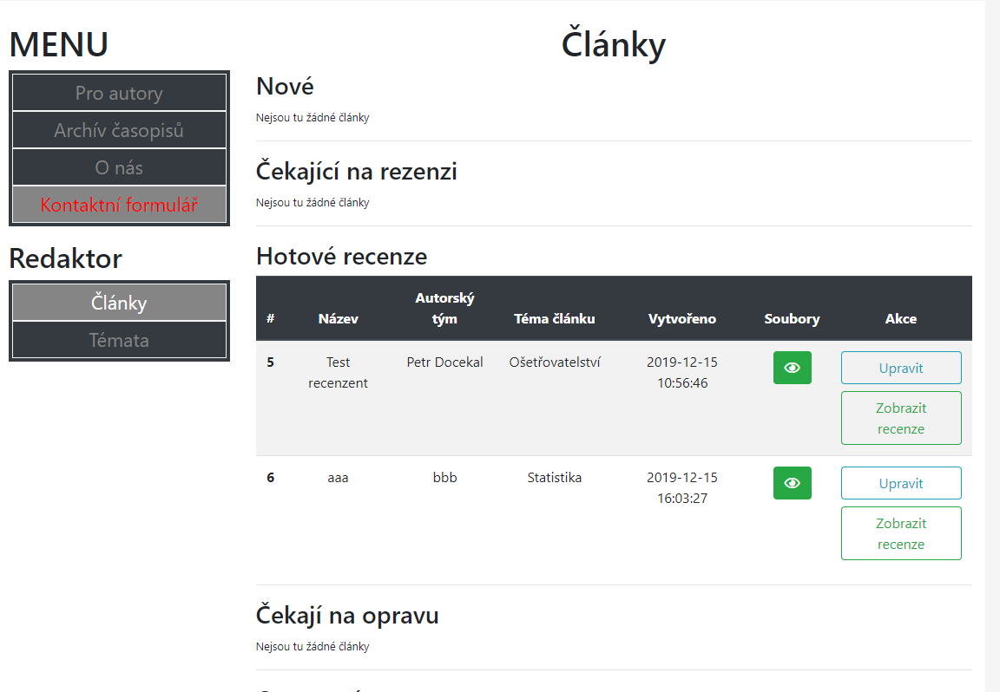 MENU
Pro autory
Archív časopisů
O nás
Kontaktní formulář
Redaktor
Články
Témata
Články
Nové
Nejsou tu žádné články
Čekající na rezenzi
Nejsou tu žádné články
Hotové recenze
# Název Autorský tým Téma článku Vytvořeno Soubory Akce
5 Test recenzent Petr Docekal Ošetřovatelství 2019-12-15 10:56:46 Upravit
Zobrazit recenze
6 aaa bbb Statistika 2019-12-15 16:03:27 Upravit
Zobrazit recenze
Čekají na opravu
Nejsou tu žádné články